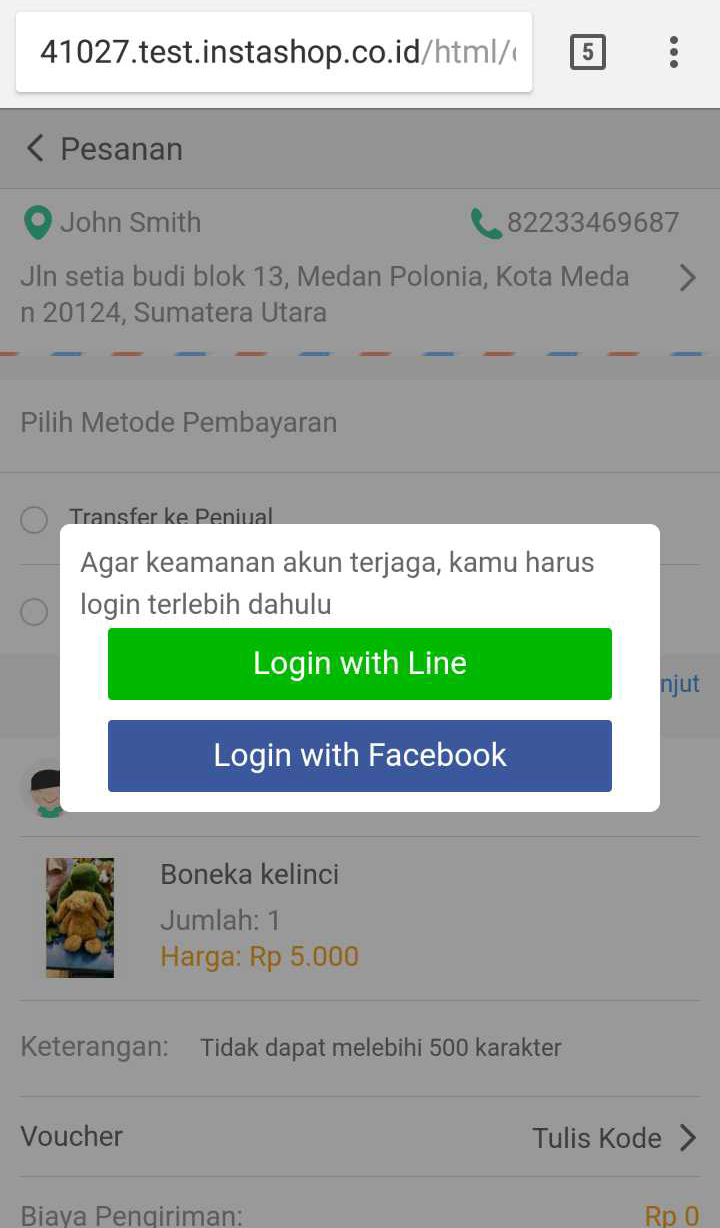 41027.test.instashop.co.id/html/
5
Pesanan
John Smith
82233469687
Jln setia budi blok 13, Medan Polonia, Kota Meda
n 20124, Sumatera Utara
Pilih Metode Pembayaran
Transfer ke Penjual
Agar keamanan akun terjaga, kamu harus
login terlebih dahulu
Login with Line
njut
Login with Facebook
Boneka kelinci
Jumlah: 1
Harga: Rp 5.000
Keterangan: Tidak dapat melebihi 500 karakter
Voucher
Tulis Kode
Biaya Pengiriman:
Rp 0